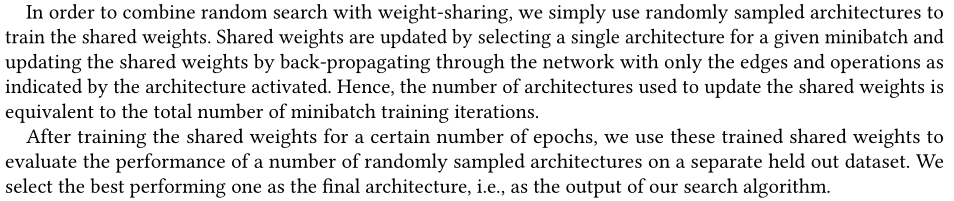 In order to combine random search with weight-sharing, we simply use randomly sampled architectures to
train the shared weights. Shared weights are updated by selecting a single architecture for a given minibatch and
updating the shared weights by back-propagating through the network with only the edges and operations as
indicated by the architecture activated. Hence, the number of architectures used to update the shared weights is
equivalent to the total number of minibatch training iterations.
After training the shared weights for a certain number of epochs, we use these trained shared weights to
evaluate the performance of a number of randomly sampled architectures on a separate held out dataset. We
select the best performing one as the final architecture, i.e., as the output of our search algorithm.